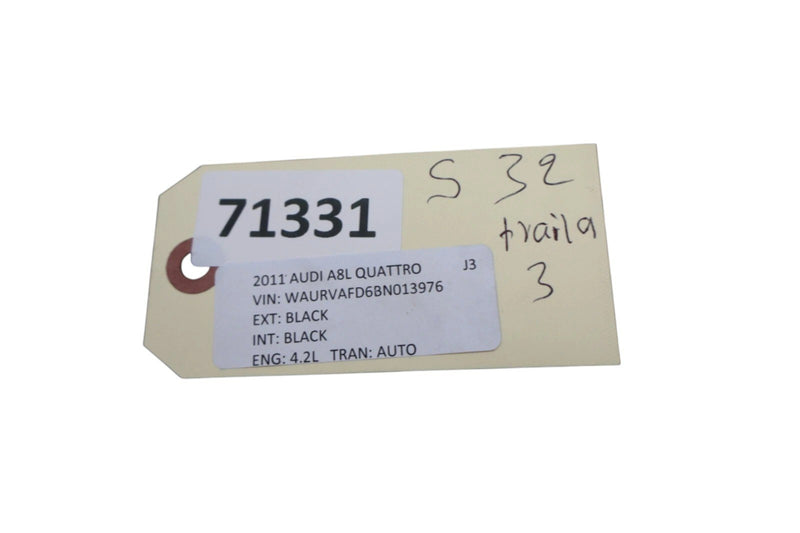 71331
2011 AUDI A8L QUATTRO J3
VIN: WAURVAFD6BN013976
EXT: BLACK
INT: BLACK
ENG: 4.2L TRAN: AUTO
S 32
traila
3